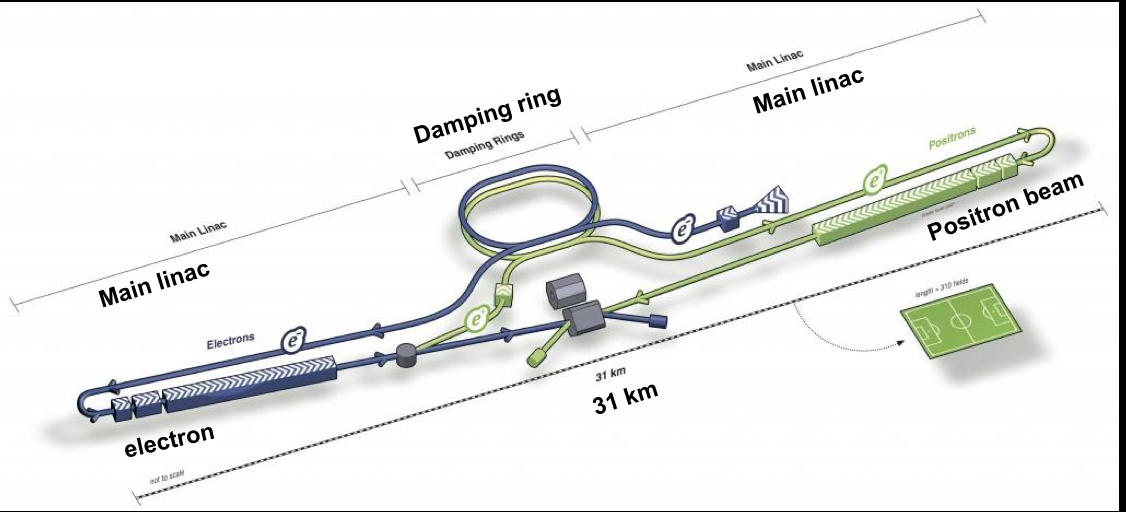 Main Linac
Main linac
Damping ring
Damping Rings
Main Linac
Main linac
Positrons
e+
e-
Positron beam
length = 310 fields
e+
Electrons
e-
31 km
31 km
electron
not to scale